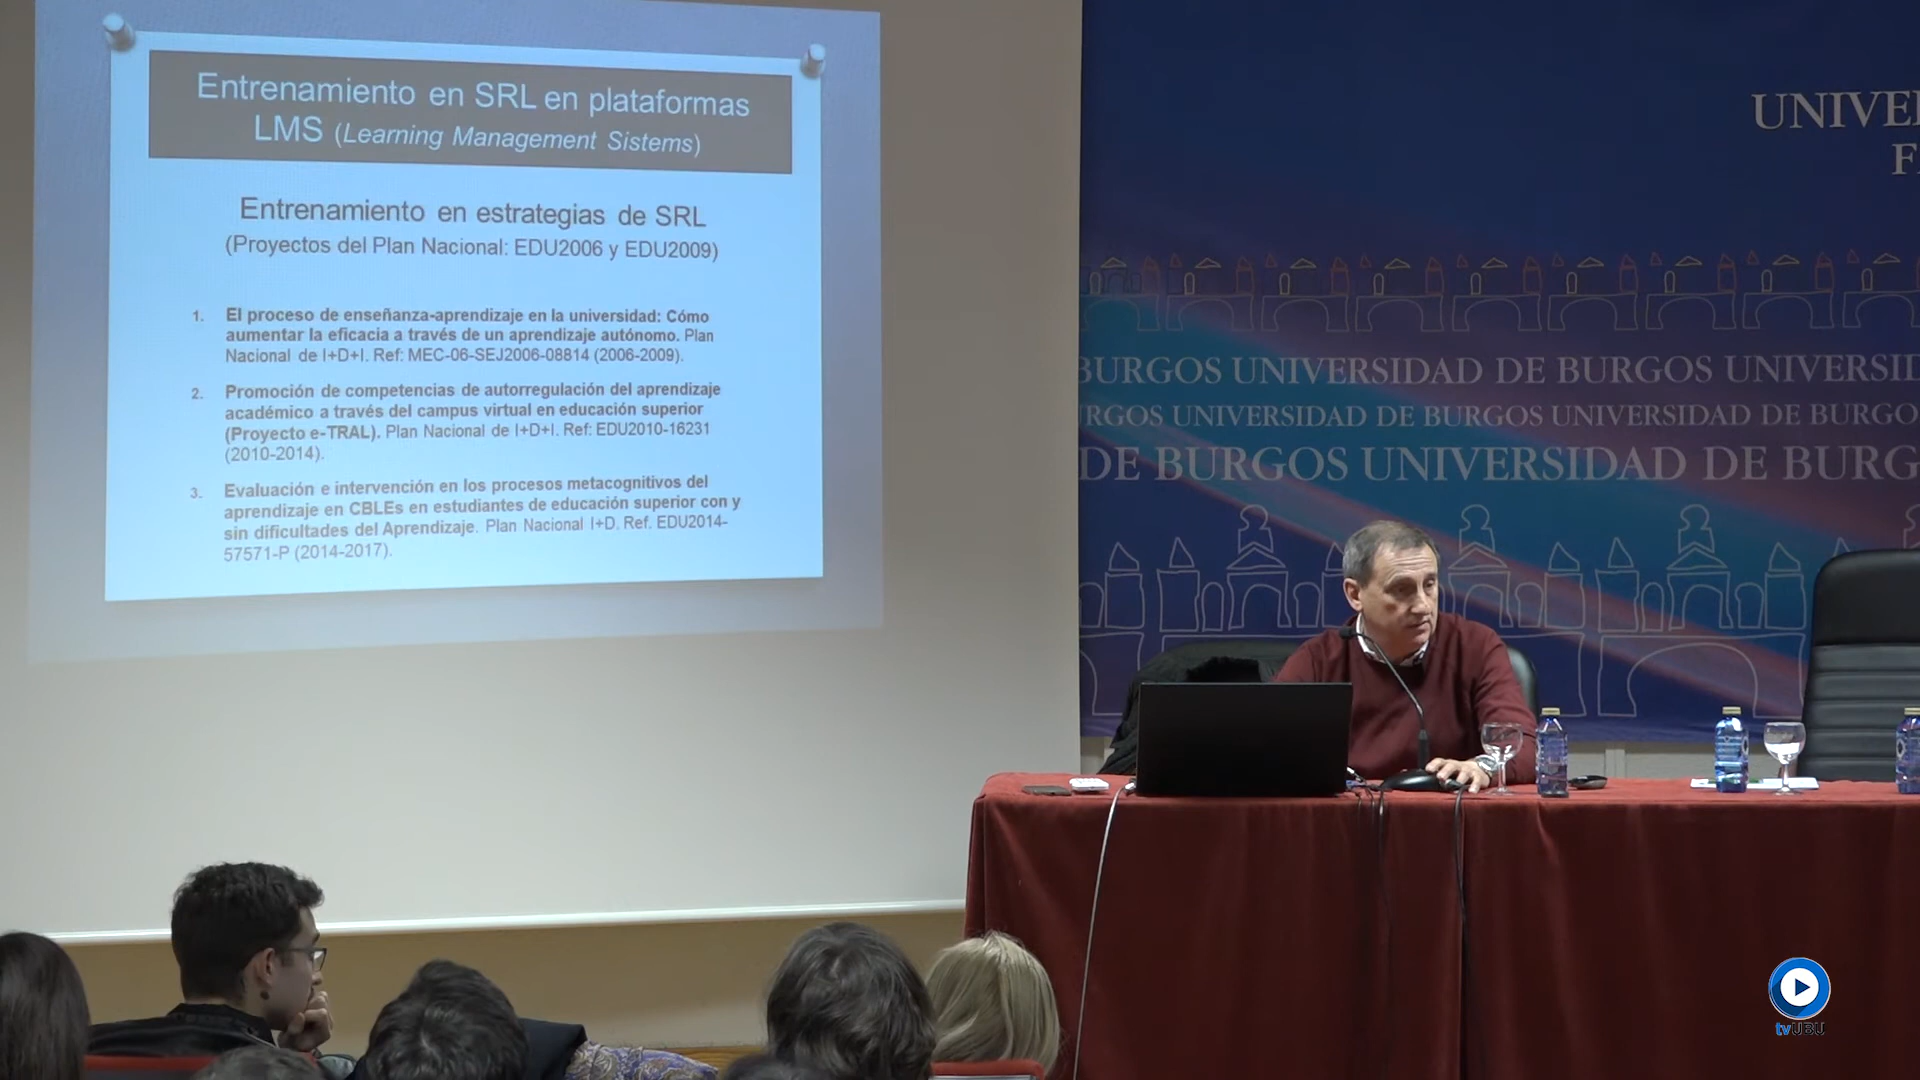 Entrenamiento en SRL en plataformas
LMS (Learning Management Sistems)
Entrenamiento en estrategias de SRL
(Proyectos del Plan Nacional: EDU2006 y EDU2009)
1. El proceso de enseñanza-aprendizaje en la universidad: Cómo
aumentar la eficacia a través de un aprendizaje autónomo. Plan
Nacional de I+D+I. Ref: MEC-06-SEJ2006-08814 (2006-2009).
2. Promoción de competencias de autorregulación del aprendizaje
académico a través del campus virtual en educación superior
(Proyecto e-TRAL). Plan Nacional de I+D+I. Ref: EDU2010-16231
(2010-2014).
3. Evaluación e intervención en los procesos metacognitivos del
aprendizaje en CBLEs en estudiantes de educación superior con y
sin dificultades del Aprendizaje. Plan Nacional I+D. Ref. EDU2014-
57571-P (2014-2017).
UNIVE
F
BURGOS UNIVERSIDAD DE BURGOS UNIVERSID
RGOS UNIVERSIDAD DE BURGOS UNIVERSIDAD DE BURGO
DE BURGOS UNIVERSIDAD DE BURG
tvUBU